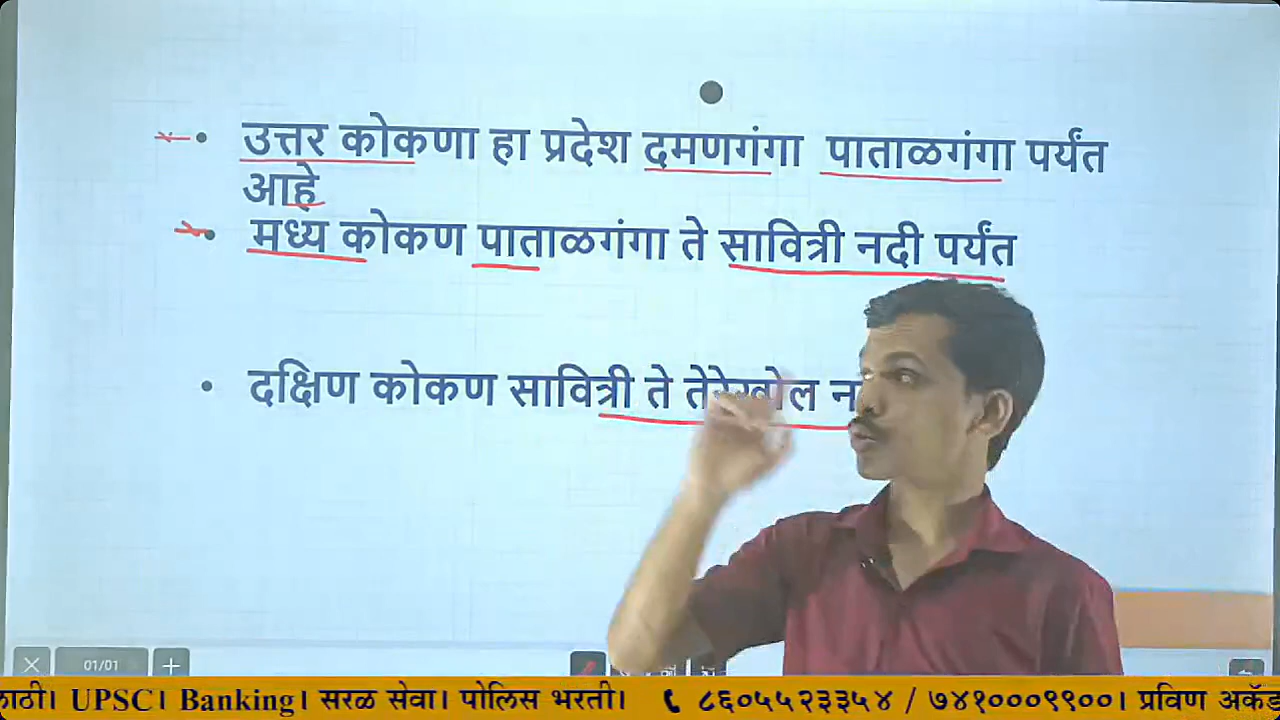 उत्तर कोकणा हा प्रदेश दमणगंगा पाताळगंगा पर्यंत
आहे
मध्य कोकण पाताळगंगा ते सावित्री नदी पर्यंत
दक्षिण कोकण सावित्री ते तेरेखोल
01/01
UPSC। Banking। सरळ सेवा। पोलिस भरती। ८६०५५२३३५४ / ७४१०००९९००। प्रविण